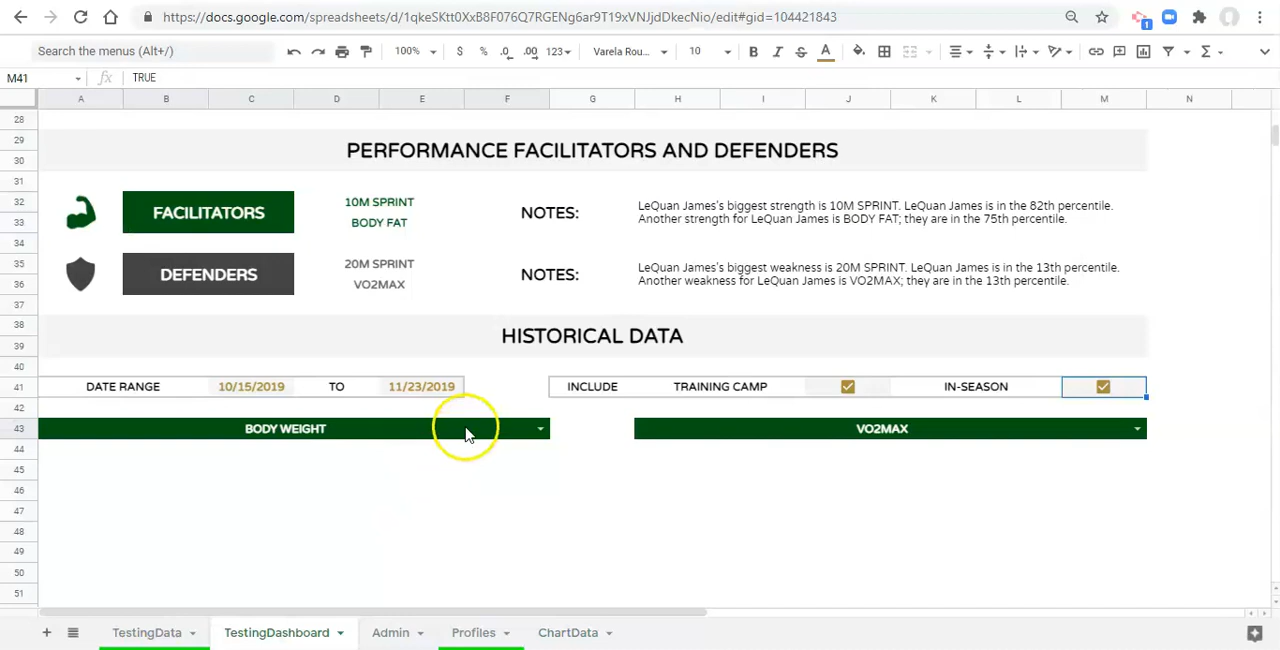 https://docs.google.com/spreadsheets/d/1qkeSKtt0XxB8F076Q7RGENg6ar9T19xVNJjdDkecNio/edit#gid=104421843
1
Search the menus (Alt+/)
100%
$
%
.0
.00
123
Varela Rou...
10
B
I
S
A
M41
fx
TRUE
A B C D E F G H I J K L M N
28
29
PERFORMANCE FACILITATORS AND DEFENDERS
30
31
32
FACILITATORS
10M SPRINT
BODY FAT
NOTES:
LeQuan James's biggest strength is 10M SPRINT. LeQuan James is in the 82th percentile.
Another strength for LeQuan James is BODY FAT; they are in the 75th percentile.
33
34
35
DEFENDERS
20M SPRINT
VO2MAX
NOTES:
LeQuan James's biggest weakness is 20M SPRINT. LeQuan James is in the 13th percentile.
Another weakness for LeQuan James is VO2MAX; they are in the 13th percentile.
36
37
38
HISTORICAL DATA
39
40
41 DATE RANGE 10/15/2019 TO 11/23/2019 INCLUDE TRAINING CAMP IN-SEASON
42
43 BODY WEIGHT VO2MAX
44
45
46
47
48
49
50
51
TestingData
TestingDashboard
Admin
Profiles
ChartData